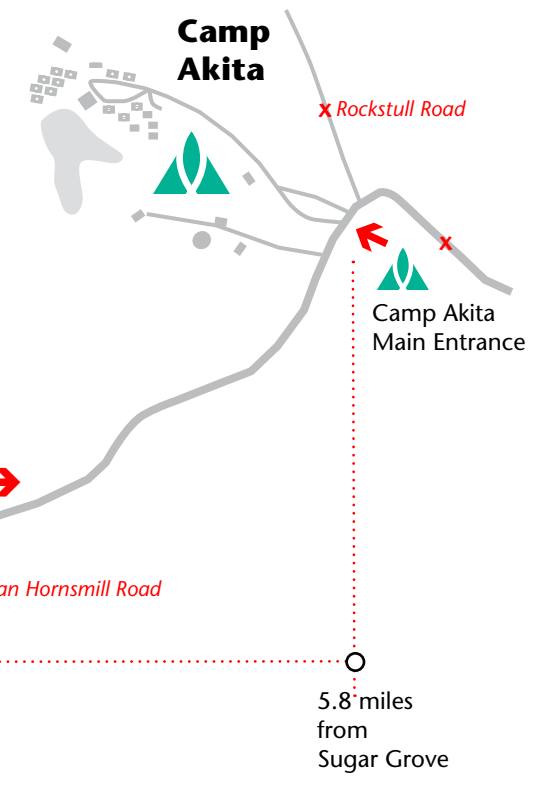 Camp
Akita
x Rockstull Road
x
Camp Akita
Main Entrance
an Hornsmill Road
5.8 miles
from
Sugar Grove